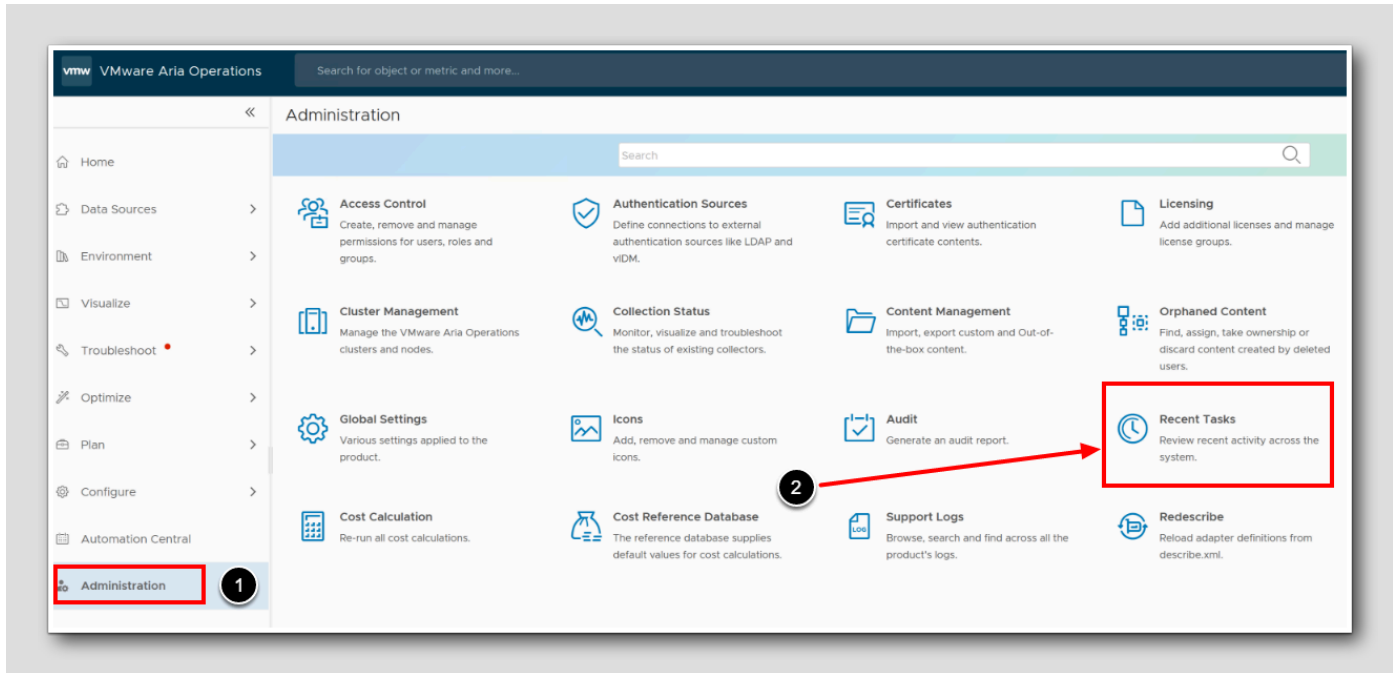 vmw VMware Aria Operations
Search for object or metric and more...
Administration
Search
Home
Data Sources
Environment
Visualize
Troubleshoot
Optimize
Plan
Configure
Automation Central
Administration
1
Access Control
Create, remove and manage
permissions for users, roles and
groups.
Authentication Sources
Define connections to external
authentication sources like LDAP and
vIDM.
Certificates
Import and view authentication
certificate contents.
Licensing
Add additional licenses and manage
license groups.
Cluster Management
Manage the VMware Aria Operations
clusters and nodes.
Collection Status
Monitor, visualize and troubleshoot
the status of existing collectors.
Content Management
Import, export custom and Out-of-
the-box content.
Orphaned Content
Find, assign, take ownership or
discard content created by deleted
users.
Global Settings
Various settings applied to the
product.
Icons
Add, remove and manage custom
icons.
Audit
Generate an audit report.
Recent Tasks
Review recent activity across the
system.
2
Cost Calculation
Re-run all cost calculations.
Cost Reference Database
The reference database supplies
default values for cost calculations.
LOG
Support Logs
Browse, search and find across all the
product's logs.
Redescribe
Reload adapter definitions from
describe.xml.